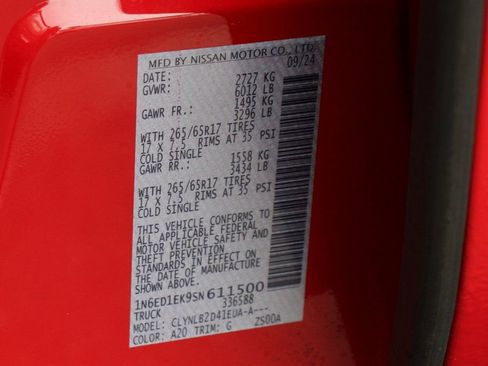 MFD BY NISSAN MOTOR CO., LTD.
DATE: 09/24
GVWR: 2727 KG
6012 LB
GAWR FR.: 1495 KG
3296 LB
WITH 265/65R17 TIRES
17 X 7.5 RIMS AT 35 PSI
COLD SINGLE
GAWR RR.: 1558 KG
3434 LB
WITH 265/65R17 TIRES
17 X 7.5 RIMS AT 35 PSI
COLD SINGLE
THIS VEHICLE CONFORMS TO
ALL APPLICABLE FEDERAL
MOTOR VEHICLE SAFETY AND
THEFT PREVENTION
STANDARDS IN EFFECT ON
THE DATE OF MANUFACTURE
SHOWN ABOVE.
1N6ED1EK9SN611500
TRUCK 336588
MODEL: CLYNLB2D41EUA-A---
COLOR: A20 TRIM: G 2S00A